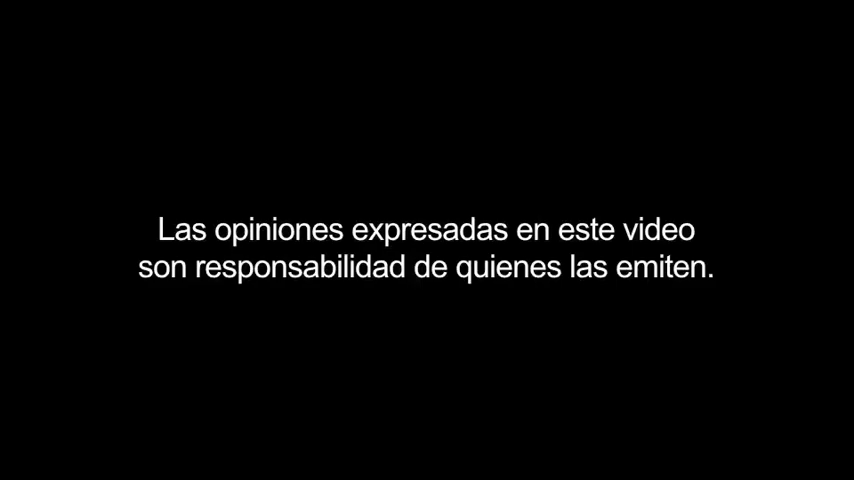 Las opiniones expresadas en este video
son responsabilidad de quienes las emiten.